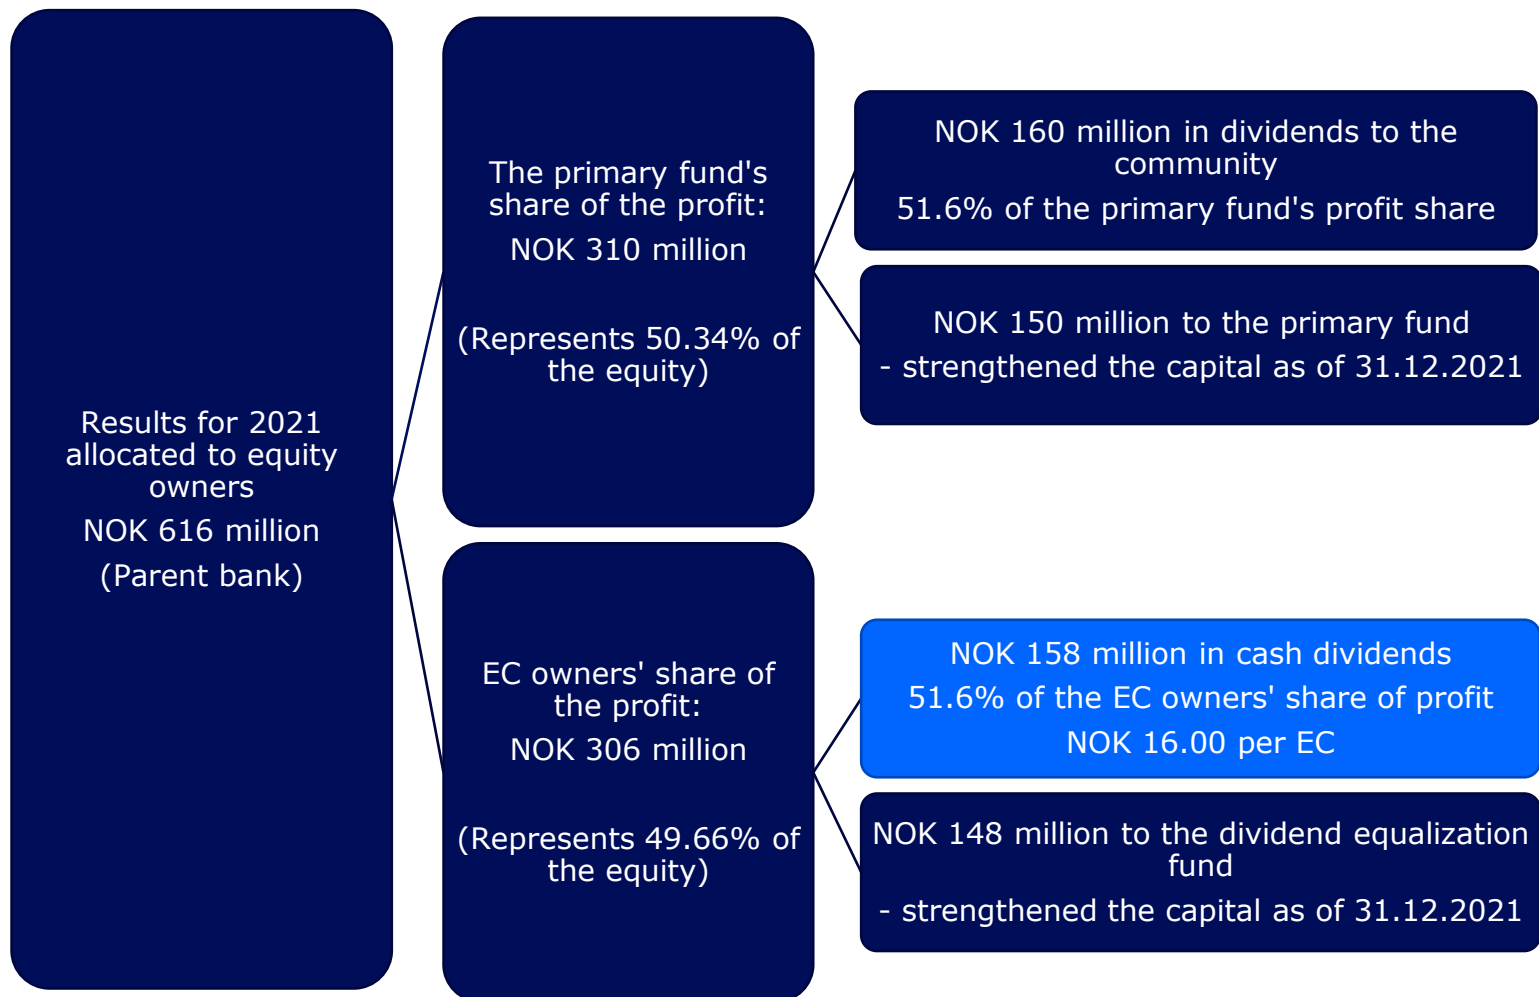 Results for 2021
allocated to equity
owners
NOK 616 million
(Parent bank)
The primary fund's
share of the profit:
NOK 310 million
(Represents 50.34% of
the equity)
NOK 160 million in dividends to the
community
51.6% of the primary fund's profit share
NOK 150 million to the primary fund
- strengthened the capital as of 31.12.2021
EC owners' share of
the profit:
NOK 306 million
(Represents 49.66% of
the equity)
NOK 158 million in cash dividends
51.6% of the EC owners' share of profit
NOK 16.00 per EC
NOK 148 million to the dividend equalization
fund
- strengthened the capital as of 31.12.2021